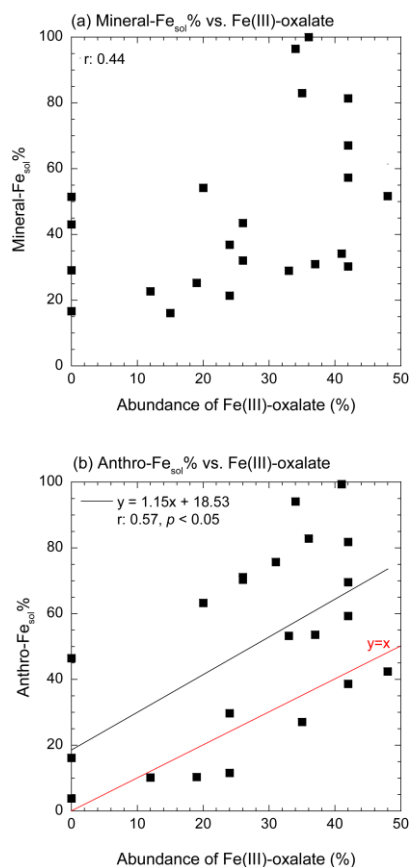 (a) Mineral-Fesol% vs. Fe(III)-oxalate
r: 0.44
100
80
60
40
20
0
Mineral-Fesol%
0 10 20 30 40 50
Abundance of Fe(III)-oxalate (%)
(b) Anthro-Fesol% vs. Fe(III)-oxalate
y = 1.15x + 18.53
r: 0.57, p < 0.05
100
80
60
40
20
0
Anthro-Fesol%
y=x
0 10 20 30 40 50
Abundance of Fe(III)-oxalate (%)